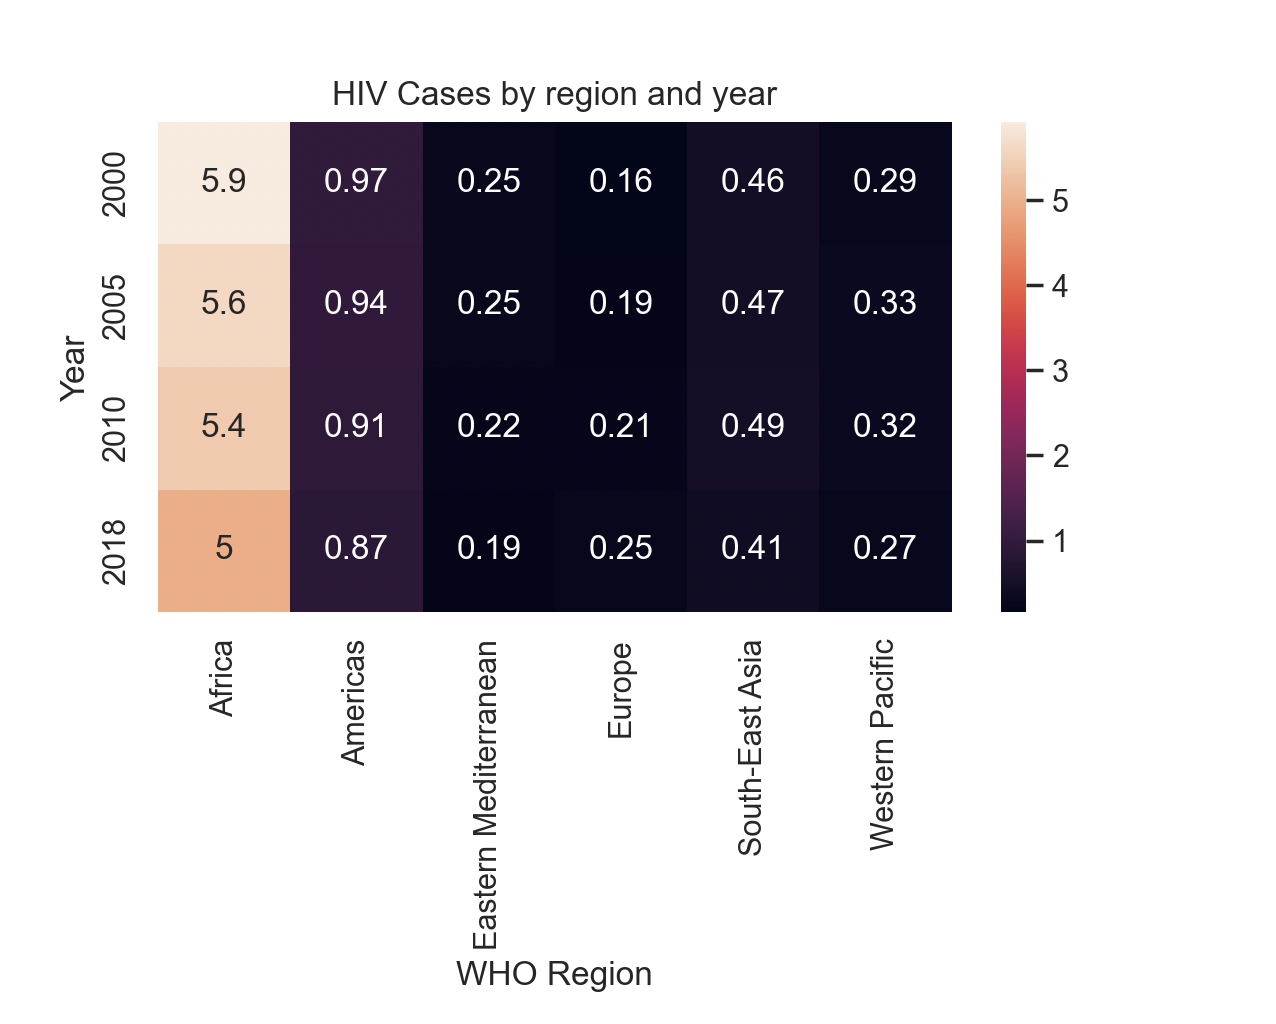 HIV Cases by region and year
Year
2000 5.9 0.97 0.25 0.16 0.46 0.29
2005 5.6 0.94 0.25 0.19 0.47 0.33
2010 5.4 0.91 0.22 0.21 0.49 0.32
2018 5 0.87 0.19 0.25 0.41 0.27
Africa
Americas
Eastern Mediterranean
Europe
South-East Asia
Western Pacific
WHO Region
5
4
3
2
1